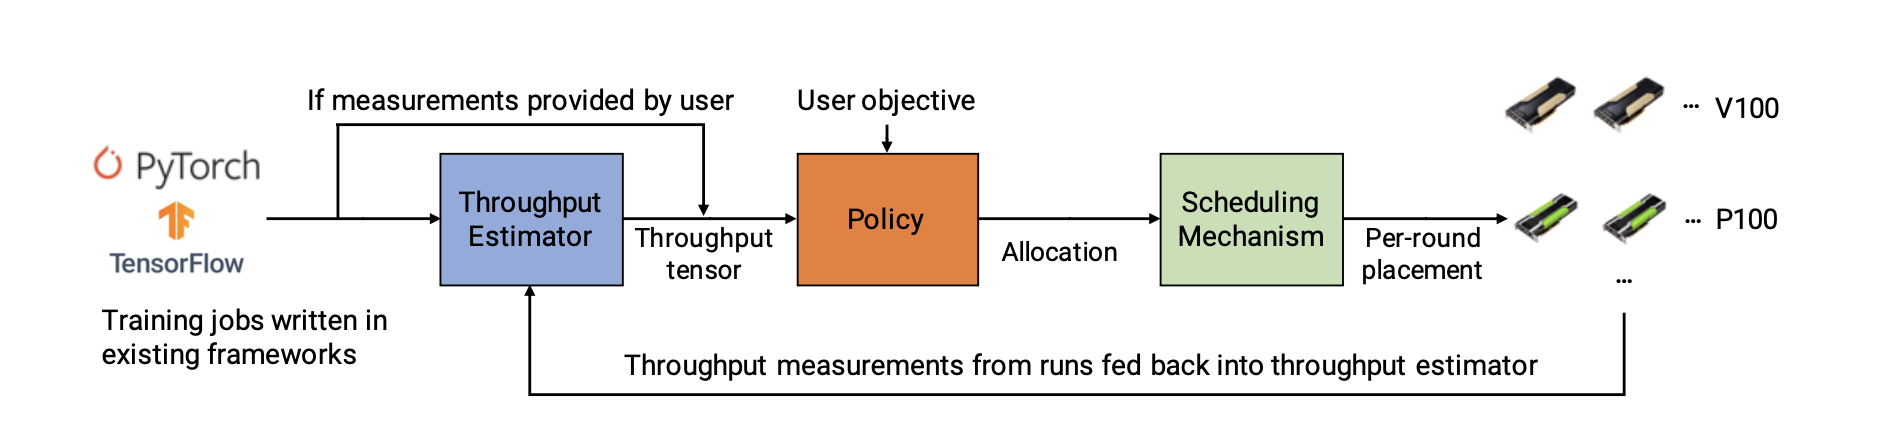 If measurements provided by user
User objective
... V100
PyTorch
TensorFlow
Throughput
Estimator
Throughput
tensor
Policy
Allocation
Scheduling
Mechanism
Per-round
placement
... P100
...
Training jobs written in
existing frameworks
Throughput measurements from runs fed back into throughput estimator